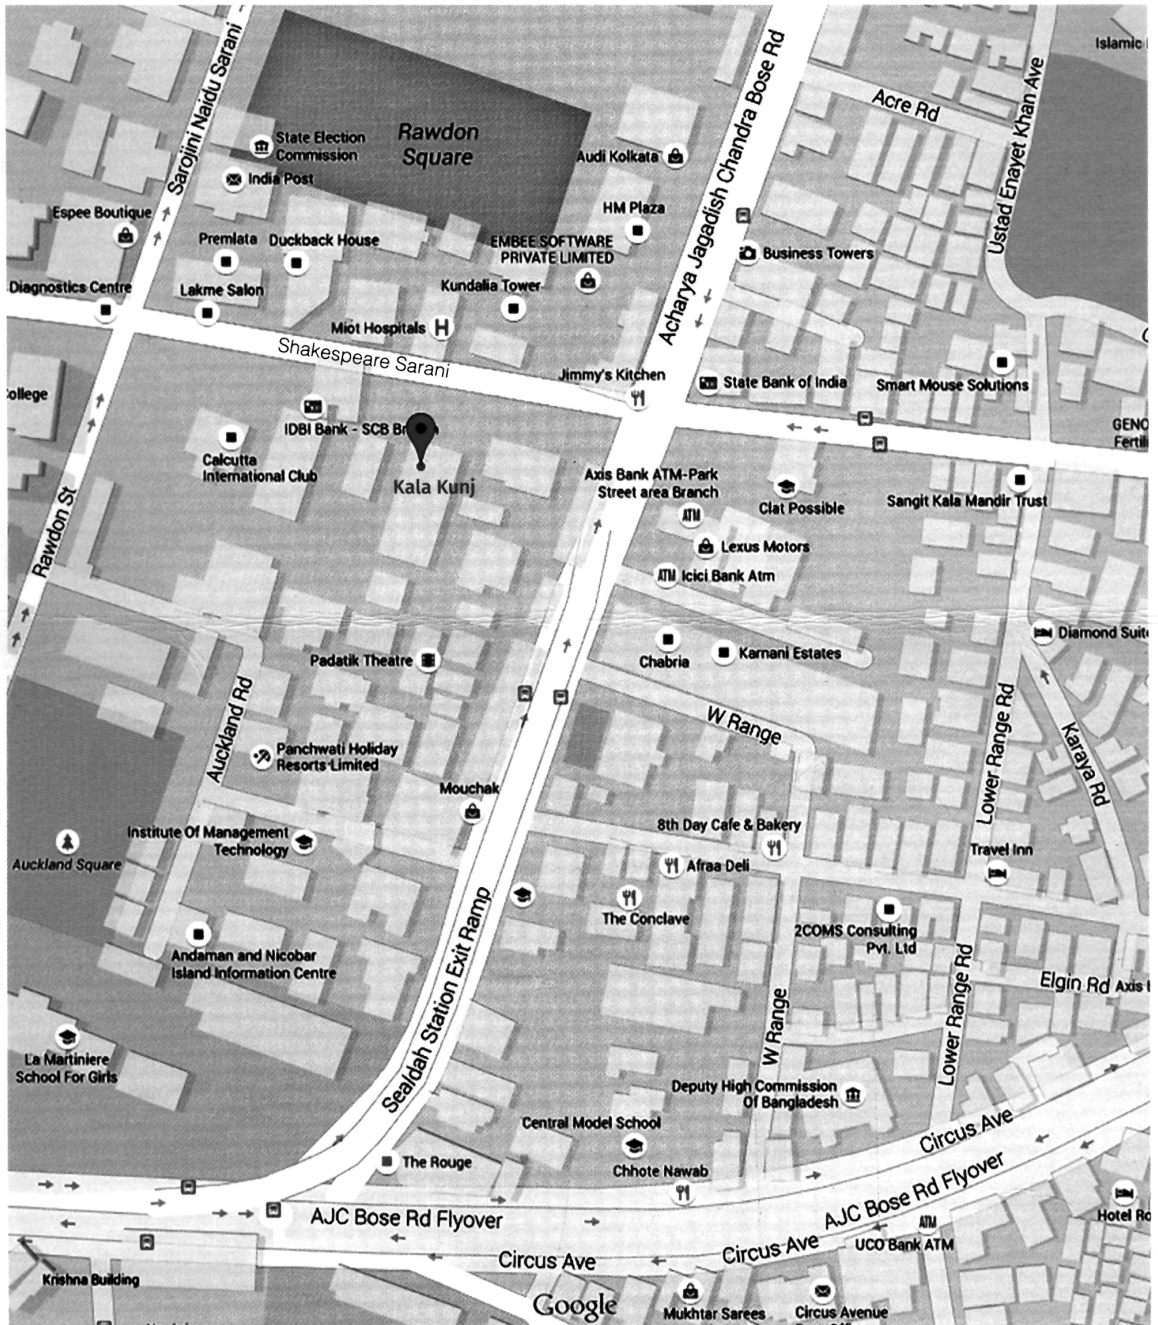 Sarojini Naidu Sarani
Rawdon
Square
State Election
Commission
India Post
Espee Boutique
Premlata
Duckback House
Diagnostics Centre
Lakme Salon
Audi Kolkata
HM Plaza
EMBEE SOFTWARE
PRIVATE LIMITED
Kundalia Tower
Miot Hospitals
H
Shakespeare Sarani
Jimmy's Kitchen
Acharya Jagadish Chandra Bose Rd
Acre Rd
Ustad Enayet Khan Ave
Islamic
Business Towers
State Bank of India
Smart Mouse Solutions
GENO
Fertili
College
IDBI Bank - SCB Br
Calcutta
International Club
Kala Kunj
Axis Bank ATM-Park
Street area Branch
ATM
Clat Possible
Sangit Kala Mandir Trust
Lexus Motors
ATM Icici Bank Atm
Rawdon St
Diamond Suite
Chabria
Karnani Estates
Padatik Theatre
Auckland Rd
W Range
Lower Range Rd
Karaya Rd
Panchwati Holiday
Resorts Limited
Mouchak
Institute Of Management
Technology
Auckland Square
8th Day Cafe & Bakery
Afraa Deli
The Conclave
Travel Inn
2COMS Consulting
Pvt. Ltd
Andaman and Nicobar
Island Information Centre
Sealdah Station Exit Ramp
W Range
Lower Range Rd
Elgin Rd
Axis
La Martiniere
School For Girls
Deputy High Commission
Of Bangladesh
Central Model School
Chhote Nawab
The Rouge
Circus Ave
AJC Bose Rd Flyover
AJC Bose Rd Flyover
Circus Ave
Circus Ave
ATM
UCO Bank ATM
Hotel Ro
Krishna Building
Google
Mukhtar Sarees
Circus Avenue